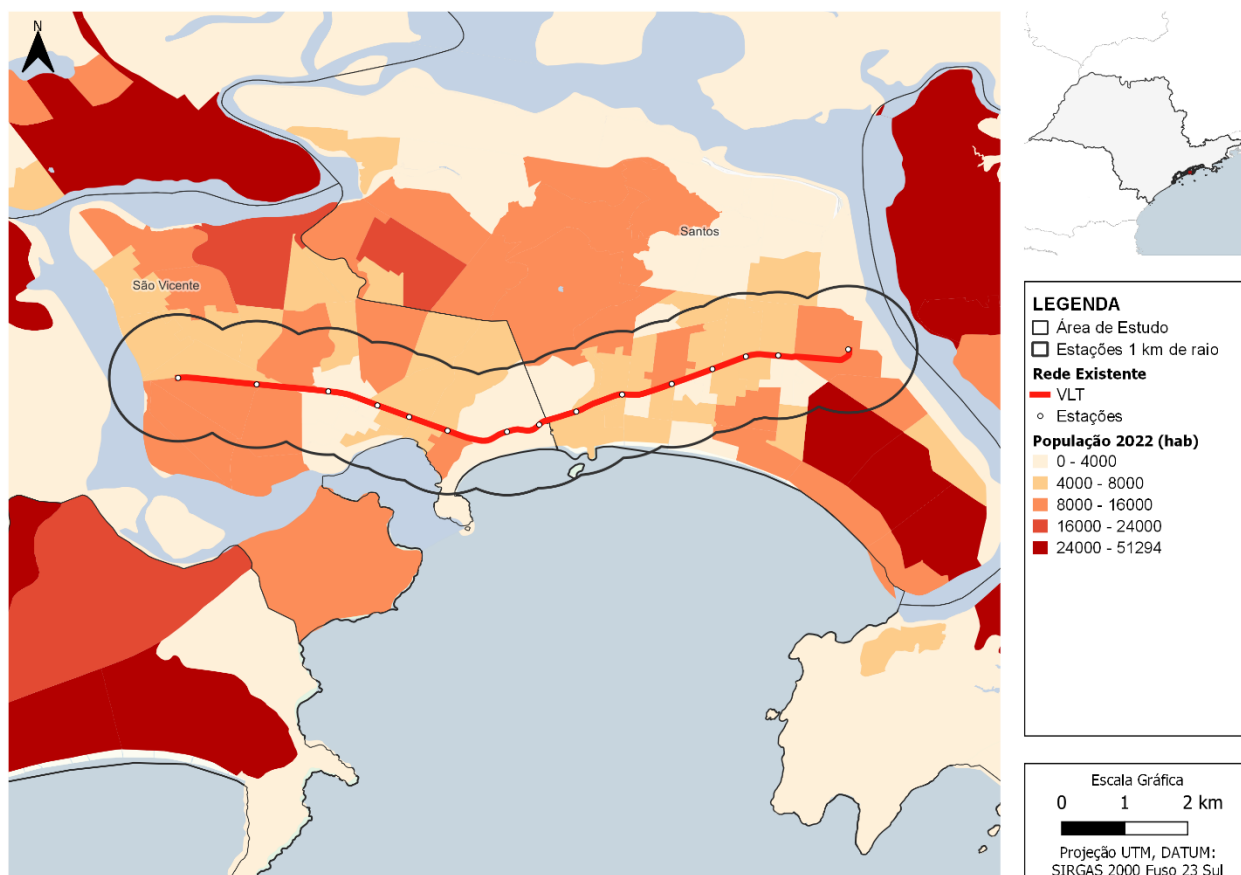 N
São Vicente
Santos
LEGENDA
Área de Estudo
Estações 1 km de raio
Rede Existente
VLT
Estações
População 2022 (hab)
0 - 4000
4000 - 8000
8000 - 16000
16000 - 24000
24000 - 51294
Escala Gráfica
0 1 2 km
Projeção UTM, DATUM:
SIRGAS 2000 Fuso 23 Sul